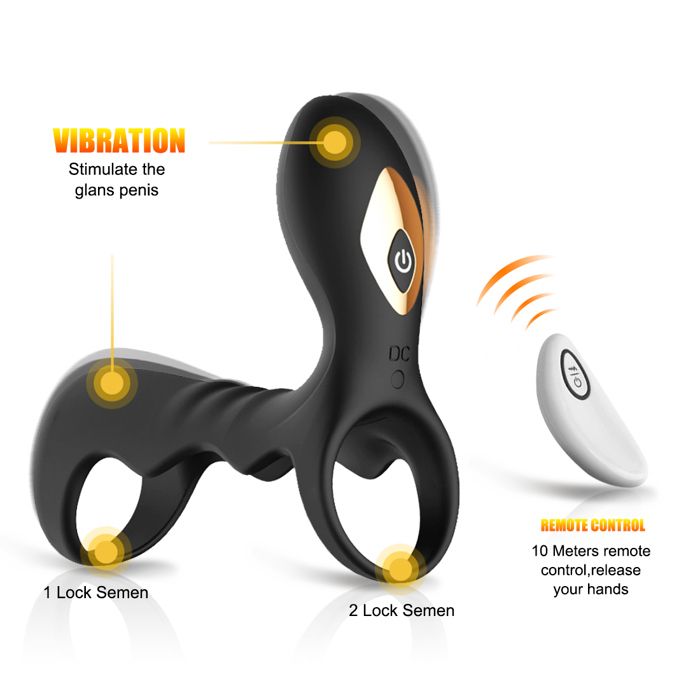 VIBRATION
Stimulate the
glans penis
DC
REMOTE CONTROL
10 Meters remote
control,release
your hands
1 Lock Semen
2 Lock Semen